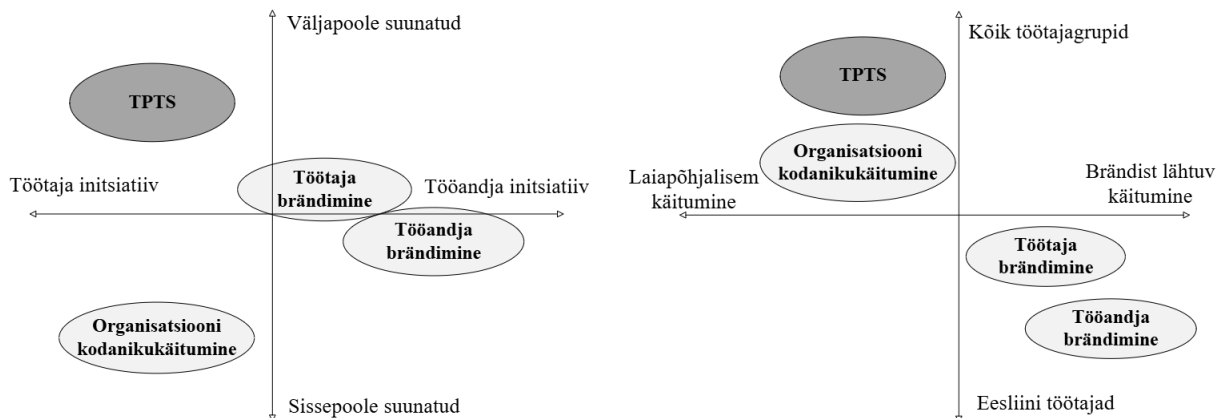 Väljapoole suunatud
TPTS
Töötaja initsiatiiv
Töötaja
brändimine
Tööandja initsiatiiv
Tööandja
brändimine
Organisatsiooni
kodanikukäitumine
Sissepoole suunatud
Kõik töötajagrupid
TPTS
Organisatsiooni
kodanikukäitumine
Laiapõhjalisem
käitumine
Brändist lähtuv
käitumine
Töötaja
brändimine
Tööandja
brändimine
Eesliini töötajad